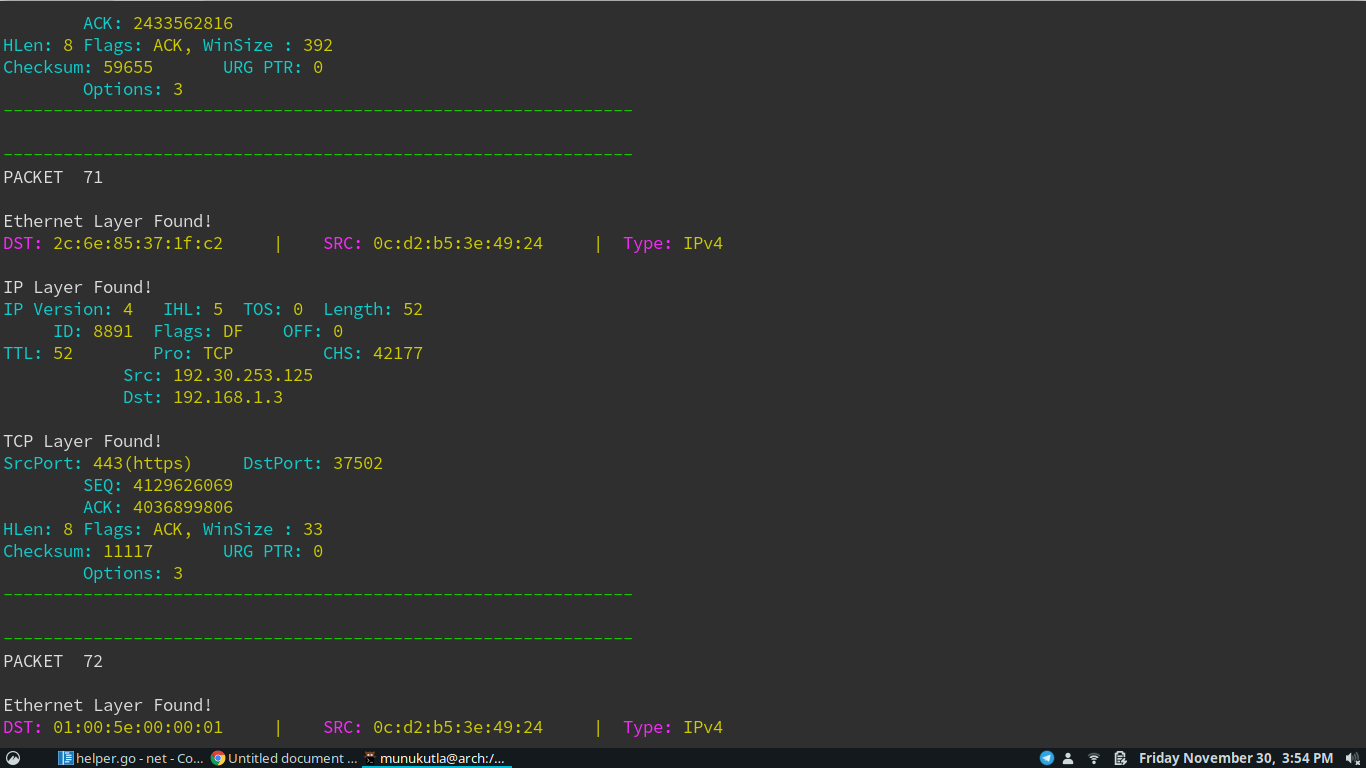 ACK: 2433562816
HLen: 8 Flags: ACK, WinSize : 392
Checksum: 59655 URG PTR: 0
Options: 3
---------------------------------------------------------------
---------------------------------------------------------------
PACKET 71
Ethernet Layer Found!
DST: 2c:6e:85:37:1f:c2 | SRC: 0c:d2:b5:3e:49:24 | Type: IPv4
IP Layer Found!
IP Version: 4 IHL: 5 TOS: 0 Length: 52
ID: 8891 Flags: DF OFF: 0
TTL: 52 Pro: TCP CHS: 42177
Src: 192.30.253.125
Dst: 192.168.1.3
TCP Layer Found!
SrcPort: 443(https) DstPort: 37502
SEQ: 4129626069
ACK: 4036899806
HLen: 8 Flags: ACK, WinSize : 33
Checksum: 11117 URG PTR: 0
Options: 3
---------------------------------------------------------------
---------------------------------------------------------------
PACKET 72
Ethernet Layer Found!
DST: 01:00:5e:00:00:01 | SRC: 0c:d2:b5:3e:49:24 | Type: IPv4
helper.go - net - Co... Untitled document ... munukutla@arch:/... Friday November 30, 3:54 PM